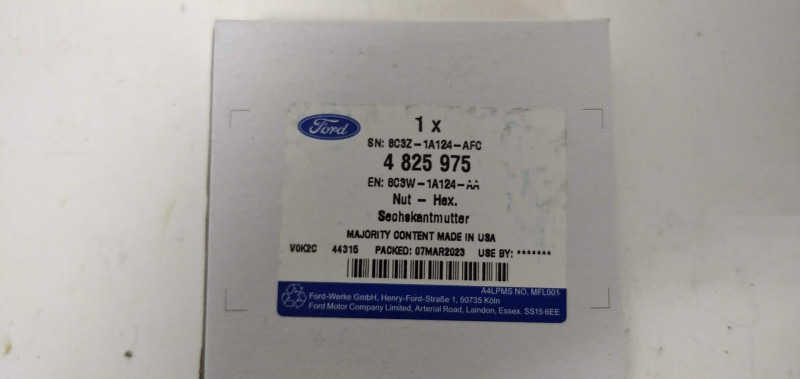 Ford
1 x
SN: 8C3Z-1A124-AFC
4 825 975
EN: 8C3W-1A124-AA
Nut - Hex.
Sechskantmutter
MAJORITY CONTENT MADE IN USA
V0K2C 44315 PACKED: 07MAR2023 USE BY: *******
A4LPMS NO. MFL001
Ford-Werke GmbH, Henry-Ford-Straße 1, 50735 Köln
Ford Motor Company Limited, Arterial Road, Laindon, Essex. SS15 6EE